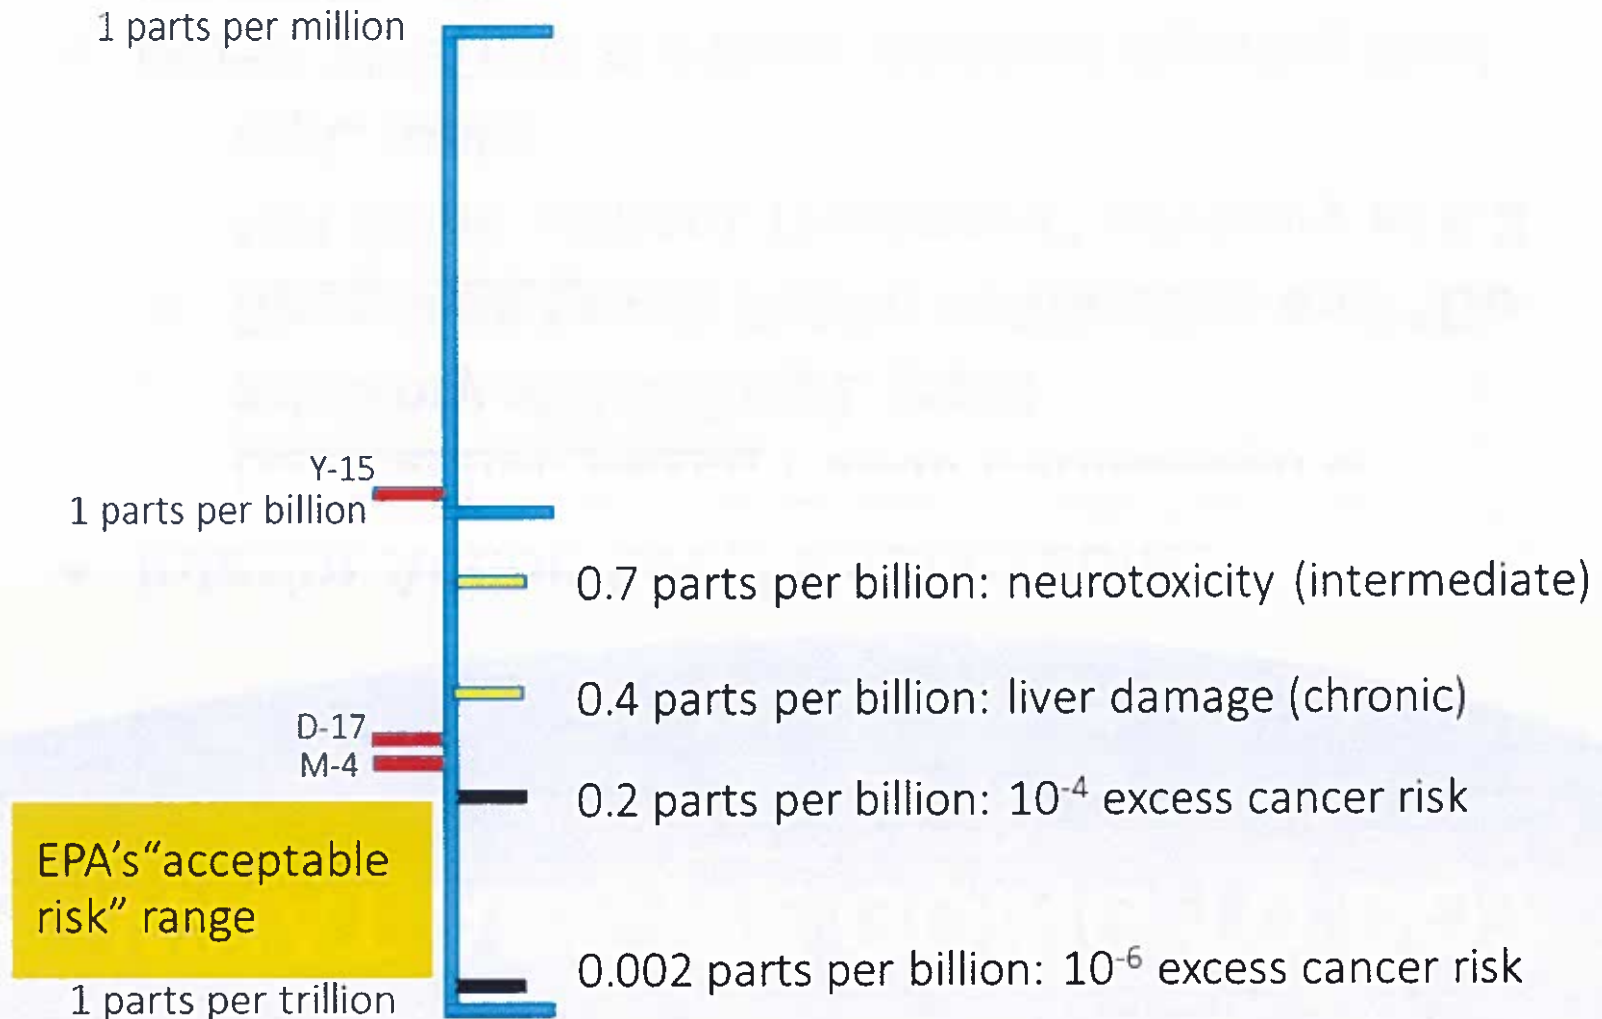 1 parts per million
Y-15
1 parts per billion
0.7 parts per billion: neurotoxicity (intermediate)
0.4 parts per billion: liver damage (chronic)
D-17
M-4
0.2 parts per billion: 10⁻⁴ excess cancer risk
EPA's "acceptable
risk" range
0.002 parts per billion: 10⁻⁶ excess cancer risk
1 parts per trillion